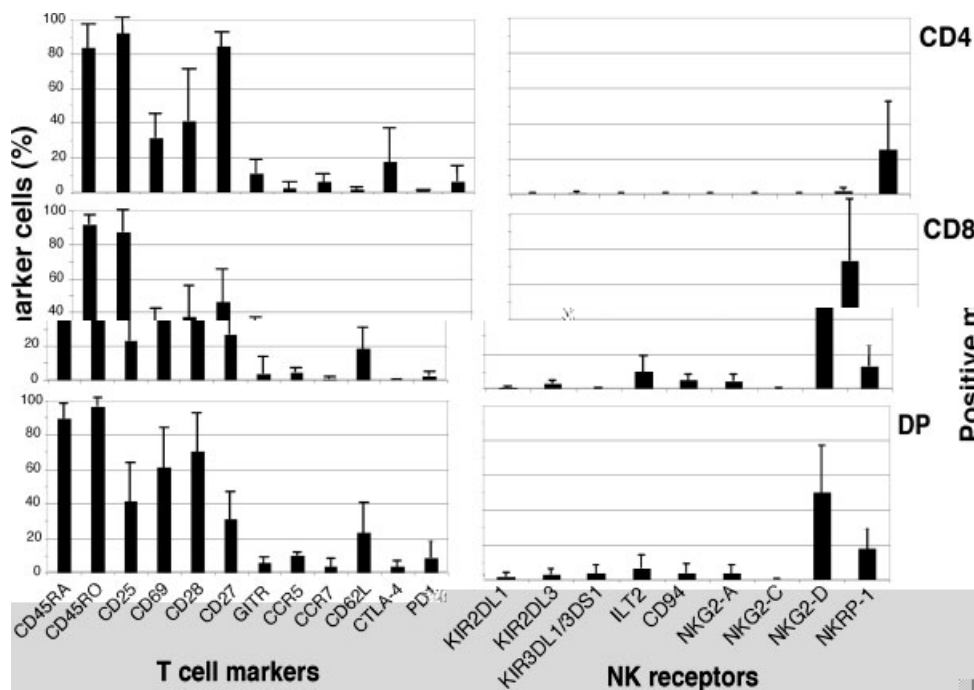 100
80
60
40
20
0
CD4
100
80
60
40
20
0
CD8
100
80
60
40
20
0
DP
arker cells (%)
Positive m
CD45RA
CD45RO
CD25
CD69
CD28
CD27
GITR
CCR5
CCR7
CD62L
CTLA-4
PD1
KIR2DL1
KIR2DL3
KIR3DL1/3DS1
ILT2
CD94
NKG2-A
NKG2-C
NKG2-D
NKRP-1
T cell markers
NK receptors